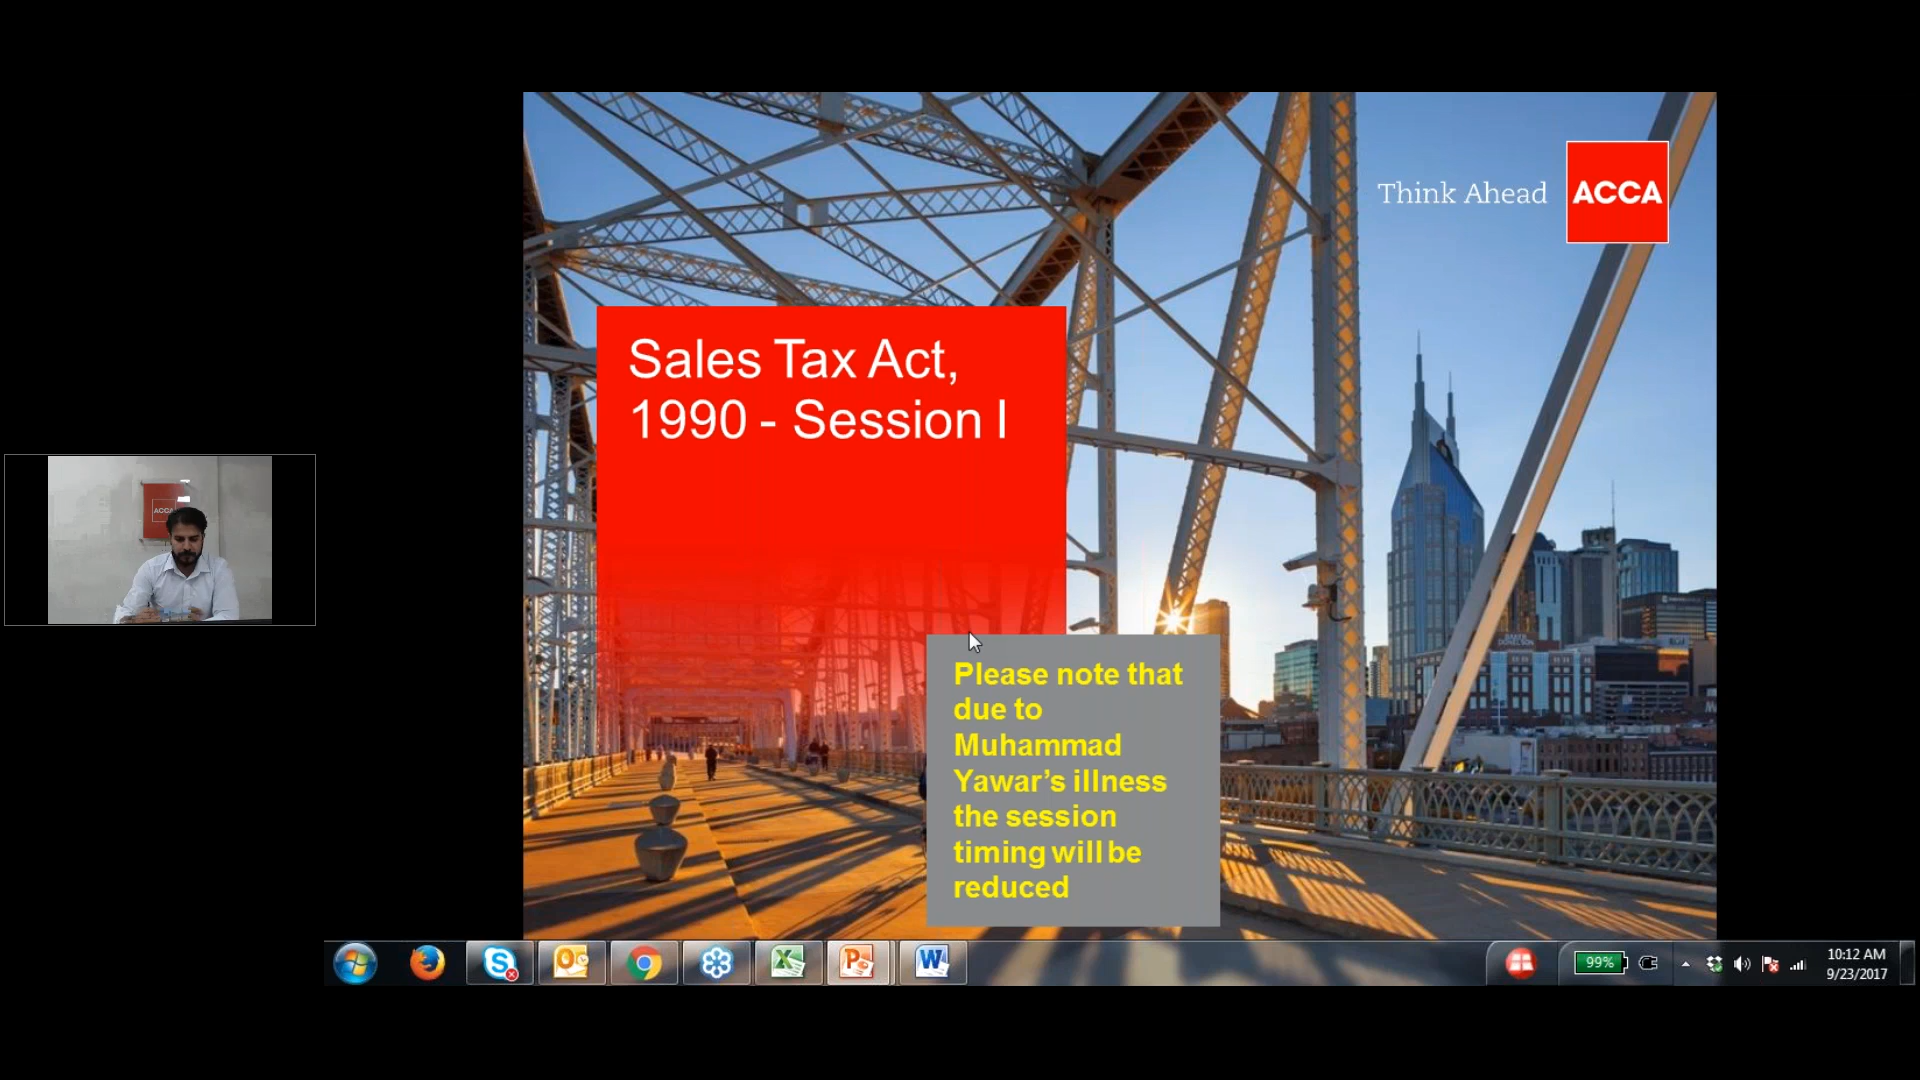 Think Ahead
ACCA
Sales Tax Act,
1990 - Session I
ACCA
Please note that
due to
Muhammad
Yawar's illness
the session
timing will be
reduced
99%
10:12 AM
9/23/2017